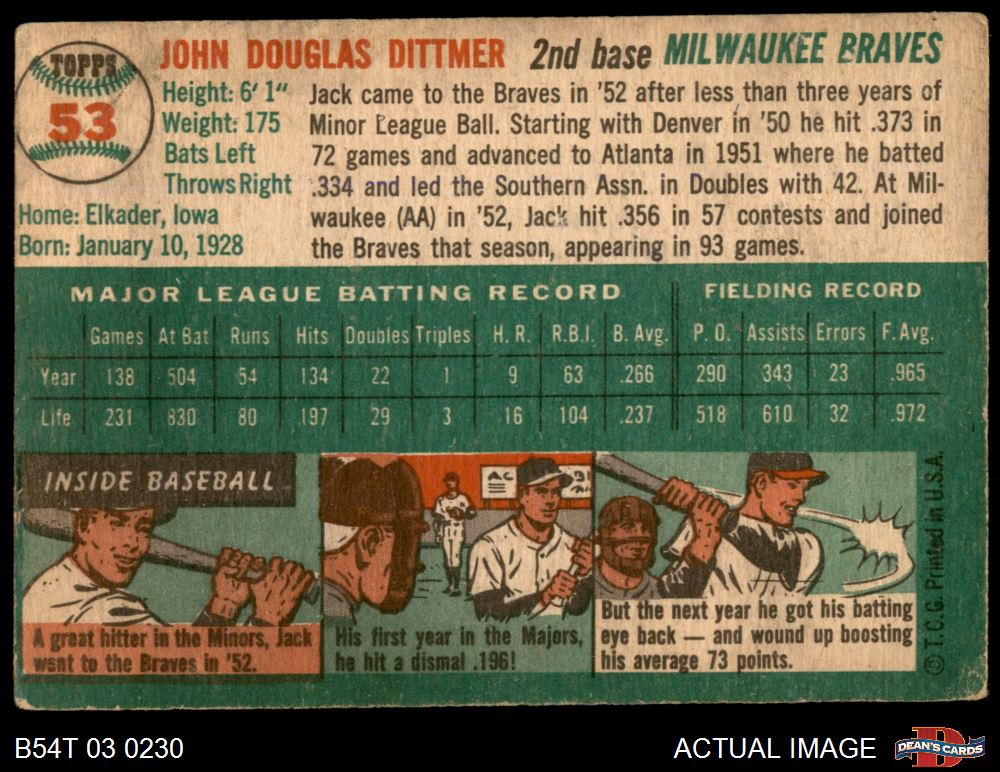 TOPPS
53
JOHN DOUGLAS DITTMER 2nd base MILWAUKEE BRAVES
Height: 6' 1"
Weight: 175
Bats Left
Throws Right
Home: Elkader, Iowa
Born: January 10, 1928
Jack came to the Braves in '52 after less than three years of
Minor League Ball. Starting with Denver in '50 he hit .373 in
72 games and advanced to Atlanta in 1951 where he batted
.334 and led the Southern Assn. in Doubles with 42. At Mil-
waukee (AA) in '52, Jack hit .356 in 57 contests and joined
the Braves that season, appearing in 93 games.
MAJOR LEAGUE BATTING RECORD FIELDING RECORD
Games At Bat Runs Hits Doubles Triples H. R. R.B.I. B. Avg. P. O. Assists Errors F. Avg.
Year 138 504 54 134 22 1 9 63 .266 290 343 23 .965
Life 231 830 80 197 29 3 16 104 .237 518 610 32 .972
INSIDE BASEBALL
A great hitter in the Minors, Jack
went to the Braves in '52.
AC
His first year in the Majors,
he hit a dismal .196!
But the next year he got his batting
eye back — and wound up boosting
his average 73 points.
© T. C. G. Printed in U.S.A.
B54T 03 0230
ACTUAL IMAGE
D
DEAN'S CARDS